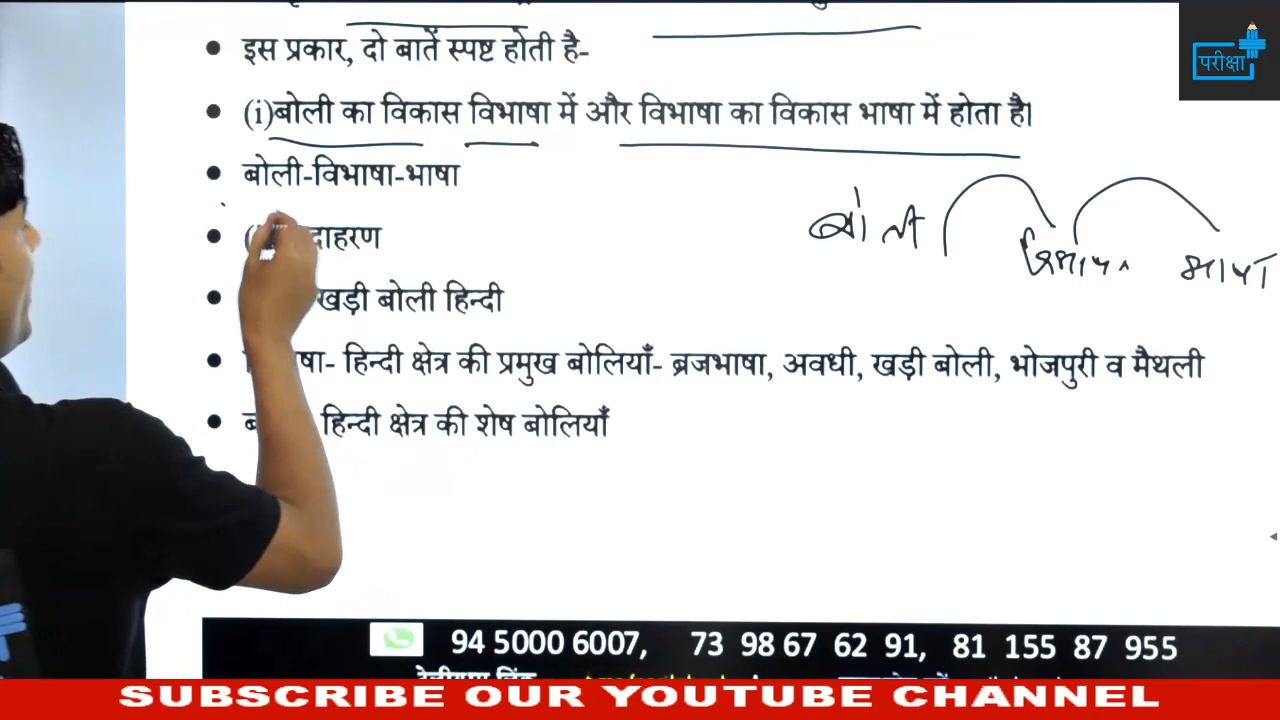 परीक्षा
इस प्रकार, दो बातें स्पष्ट होती है-
(i)बोली का विकास विभाषा में और विभाषा का विकास भाषा में होता है।
बोली-विभाषा-भाषा
बोली विभाषा भाषा
खड़ी बोली हिन्दी
हिन्दी क्षेत्र की प्रमुख बोलियाँ- ब्रजभाषा, अवधी, खड़ी बोली, भोजपुरी व मैथली
हिन्दी क्षेत्र की शेष बोलियाँ
94 5000 6007, 73 98 67 62 91, 81 155 87 955
SUBSCRIBE OUR YOUTUBE CHANNEL